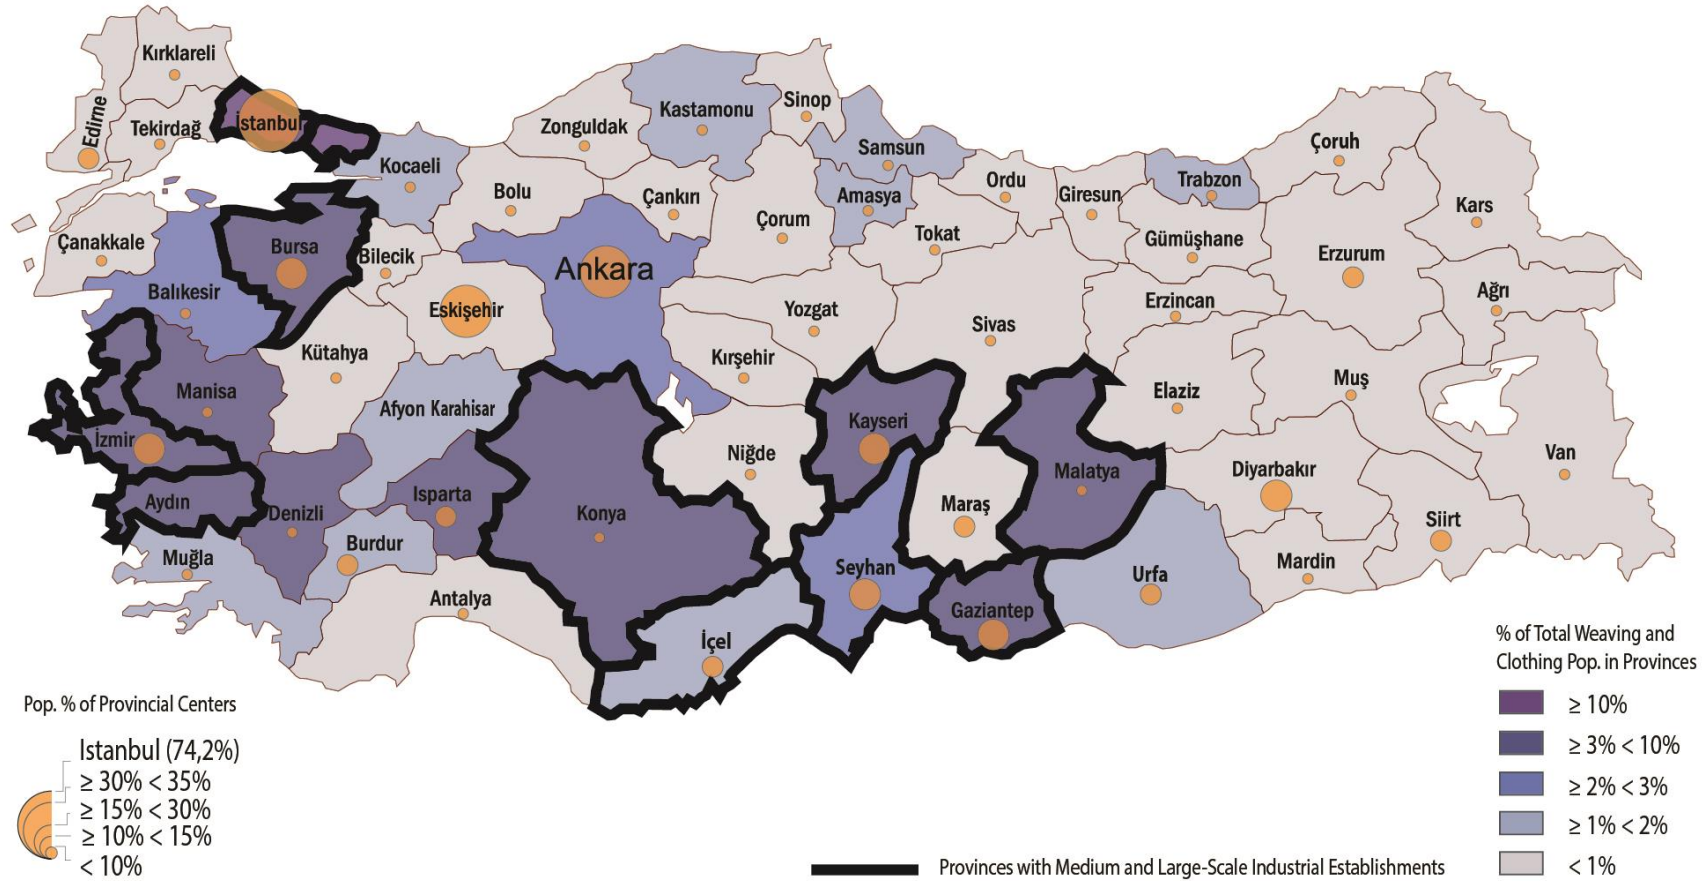 Kırklareli
Edirne
Tekirdağ
İstanbul
Kocaeli
Zonguldak
Kastamonu
Sinop
Samsun
Amasya
Ordu
Giresun
Trabzon
Çoruh
Kars
Bolu
Çankırı
Çorum
Tokat
Gümüşhane
Erzurum
Ağrı
Çanakkale
Balıkesir
Bursa
Bilecik
Eskişehir
Ankara
Yozgat
Sivas
Erzincan
Kütahya
Kırşehir
Manisa
Afyon Karahisar
Kayseri
Elaziz
Muş
Van
İzmir
Niğde
Malatya
Diyarbakır
Aydın
Denizli
Isparta
Konya
Maraş
Siirt
Muğla
Burdur
Seyhan
Urfa
Mardin
Antalya
İçel
Gaziantep
Pop. % of Provincial Centers
Istanbul (74,2%)
≥ 30% < 35%
≥ 15% < 30%
≥ 10% < 15%
< 10%
% of Total Weaving and
Clothing Pop. in Provinces
≥ 10%
≥ 3% < 10%
≥ 2% < 3%
≥ 1% < 2%
< 1%
Provinces with Medium and Large-Scale Industrial Establishments